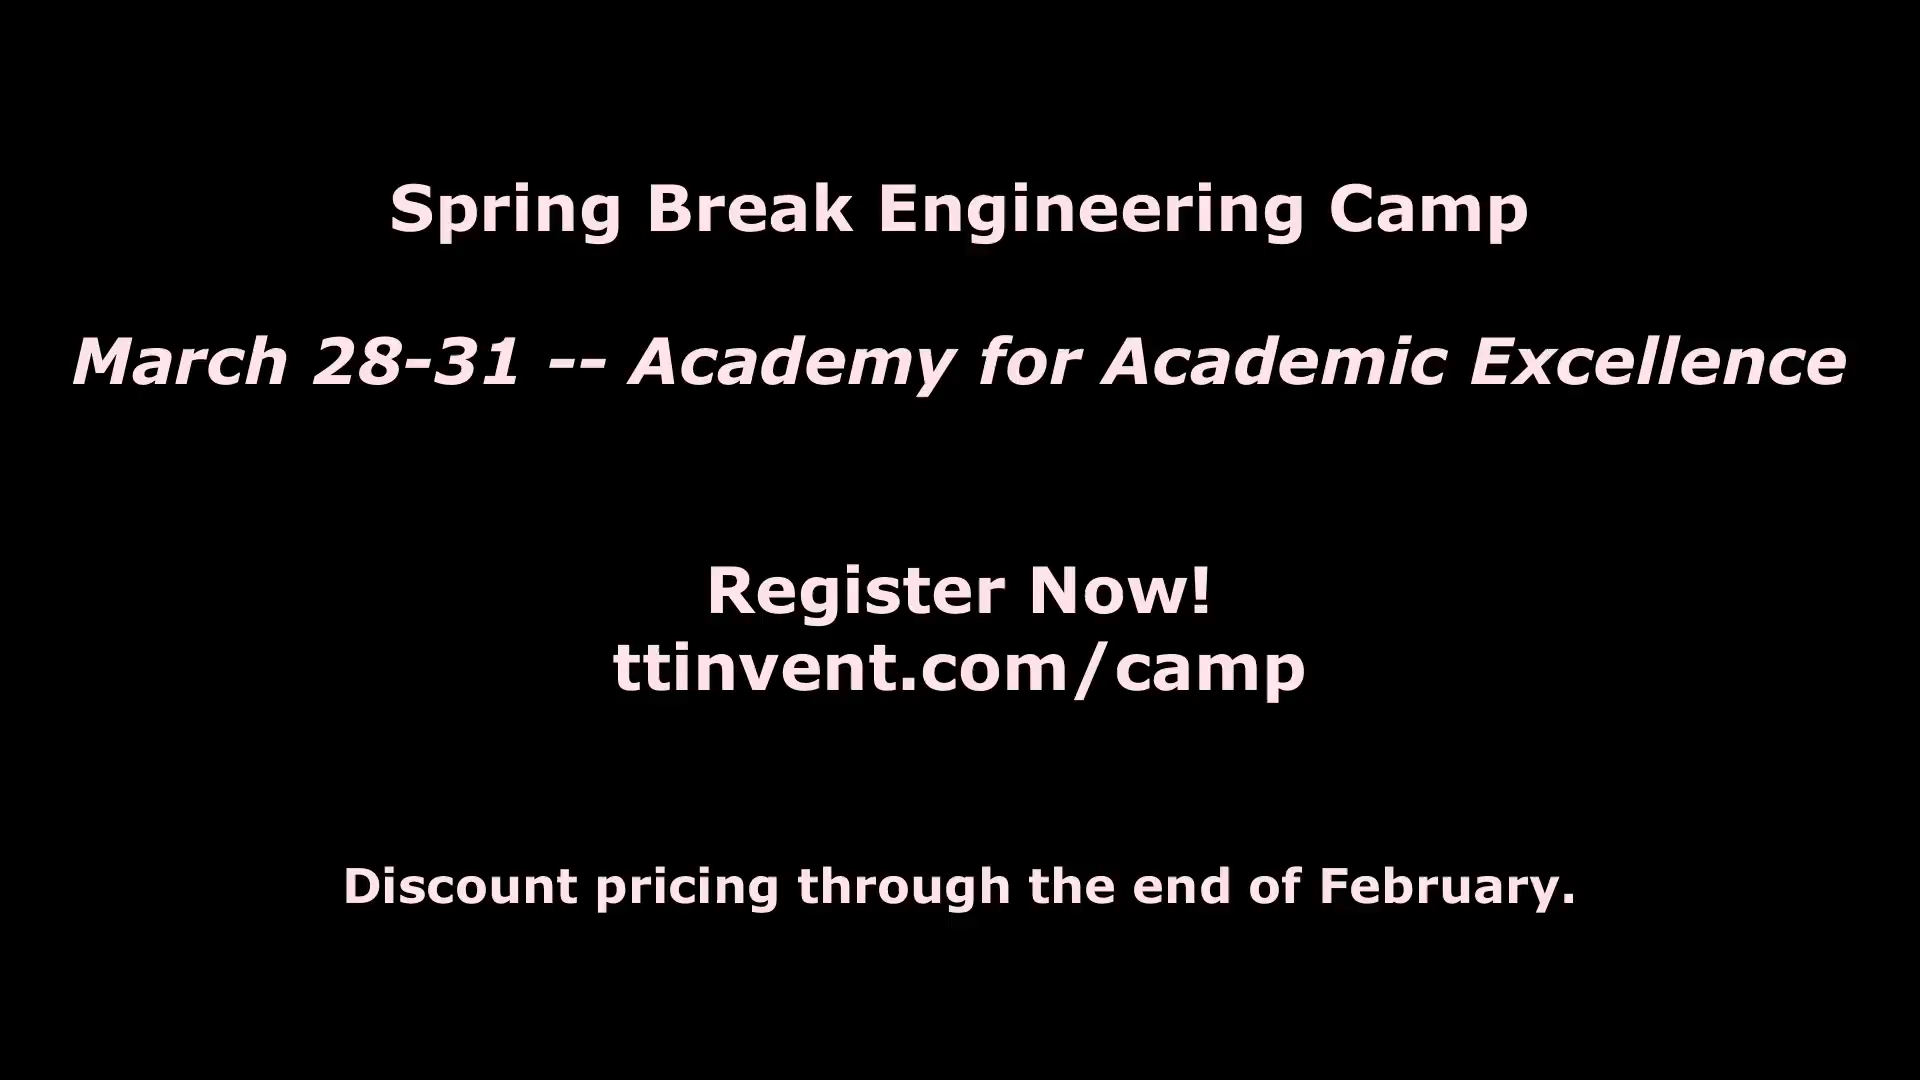 Spring Break Engineering Camp
March 28-31 -- Academy for Academic Excellence
Register Now!
ttinvent.com/camp
Discount pricing through the end of February.